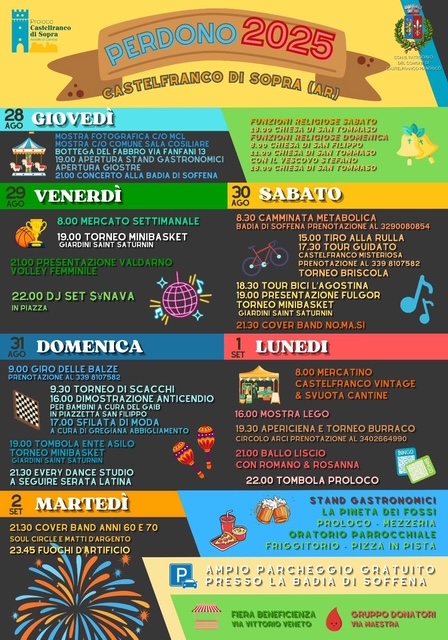 Proloco
Castelfranco
di Sopra
PERDONO 2025
CASTELFRANCO DI SOPRA (AR)
28
AGO
GIOVEDÌ
MOSTRA FOTOGRAFICA C/O MCL
MOSTRA C/O COMUNE SALA COSILIARE
BOTTEGA DEL FABBRO VIA FANFANI 13
19.00 APERTURA STAND GASTRONOMICI
APERTURA GIOSTRE
21.00 CONCERTO ALLA BADIA DI SOFFENA
FUNZIONI RELIGIOSE SABATO
18.00 CHIESA DI SAN TOMMASO
FUNZIONI RELIGIOSE DOMENICA
9.00 CHIESA DI SAN FILIPPO
11.00 CHIESA DI SAN TOMMASO
CON IL VESCOVO STEFANO
18.00 CHIESA DI SAN TOMMASO
29
AGO
VENERDÌ
8.00 MERCATO SETTIMANALE
19.00 TORNEO MINIBASKET
GIARDINI SAINT SATURNIN
21.00 PRESENTAZIONE VALDARNO
VOLLEY FEMMINILE
22.00 DJ SET $VNAVA
IN PIAZZA
30
AGO
SABATO
8.30 CAMMINATA METABOLICA
BADIA DI SOFFENA PRENOTAZIONE AL 3290080854
15.00 TIRO ALLA RULLA
17.30 TOUR GUIDATO
CASTELFRANCO MISTERIOSA
PRENOTAZIONE AL 339 8107582
TORNEO BRISCOLA
18.30 TOUR BICI L'AGOSTINA
19.00 PRESENTAZIONE FULGOR
TORNEO MINIBASKET
GIARDINI SAINT SATURNIN
21.30 COVER BAND NO.MA.SI
31
AGO
DOMENICA
9.00 GIRO DELLE BALZE
PRENOTAZIONE AL 339 8107582
9.30 TORNEO DI SCACCHI
16.00 DIMOSTRAZIONE ANTICENDIO
PER BAMBINI A CURA DEL GAIB
IN PIAZZETTA SAN FILIPPO
17.00 SFILATA DI MODA
A CURA DI GREGIANA ABBIGLIAMENTO
19.00 TOMBOLA ENTE ASILO
TORNEO MINIBASKET
GIARDINI SAINT SATURNIN
21.30 EVERY DANCE STUDIO
A SEGUIRE SERATA LATINA
1
SET
LUNEDI
8.00 MERCATINO
CASTELFRANCO VINTAGE
& SVUOTA CANTINE
16.00 MOSTRA LEGO
19.30 APERICENA E TORNEO BURRACO
CIRCOLO ARCI PRENOTAZIONE AL 3402664990
21.00 BALLO LISCIO
CON ROMANO & ROSANNA
BINGO
22.00 TOMBOLA PROLOCO
2
SET
MARTEDÌ
21.30 COVER BAND ANNI 60 E 70
SOUL CIRCLE E MATTI D'ARGENTO
23.45 FUOCHI D'ARTIFICIO
STAND GASTRONOMICI
LA PINETA DEI FOSSI
PROLOCO - MEZZERIA
ORATORIO PARROCCHIALE
FRIGGITORIO - PIZZA IN PISTA
P
AMPIO PARCHEGGIO GRATUITO
PRESSO LA BADIA DI SOFFENA
FIERA BENEFICIENZA
VIA VITTORIO VENETO
GRUPPO DONATORI
VIA MAESTRA